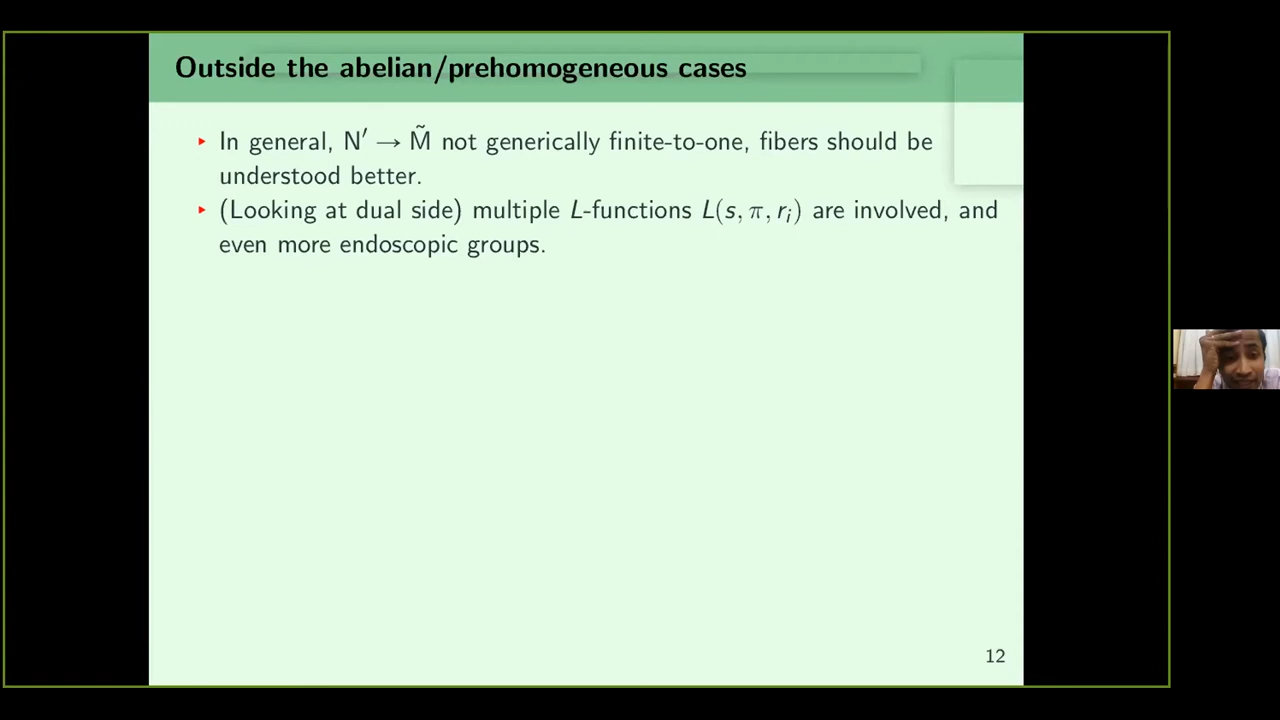 Outside the abelian/prehomogeneous cases
▸ In general, N′ → M̃ not generically finite-to-one, fibers should be
understood better.
▸ (Looking at dual side) multiple L-functions L(s, π, rᵢ) are involved, and
even more endoscopic groups.
12